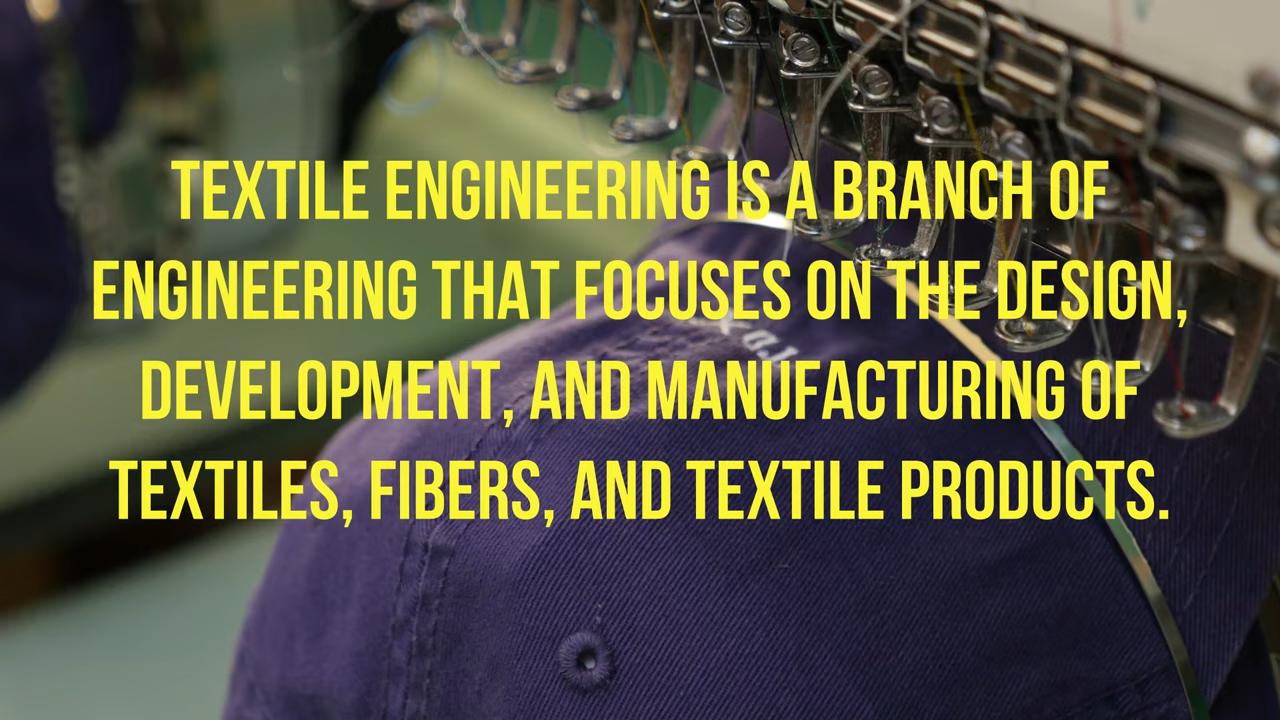 TEXTILE ENGINEERING IS A BRANCH OF
ENGINEERING THAT FOCUSES ON THE DESIGN,
DEVELOPMENT, AND MANUFACTURING OF
TEXTILES, FIBERS, AND TEXTILE PRODUCTS.